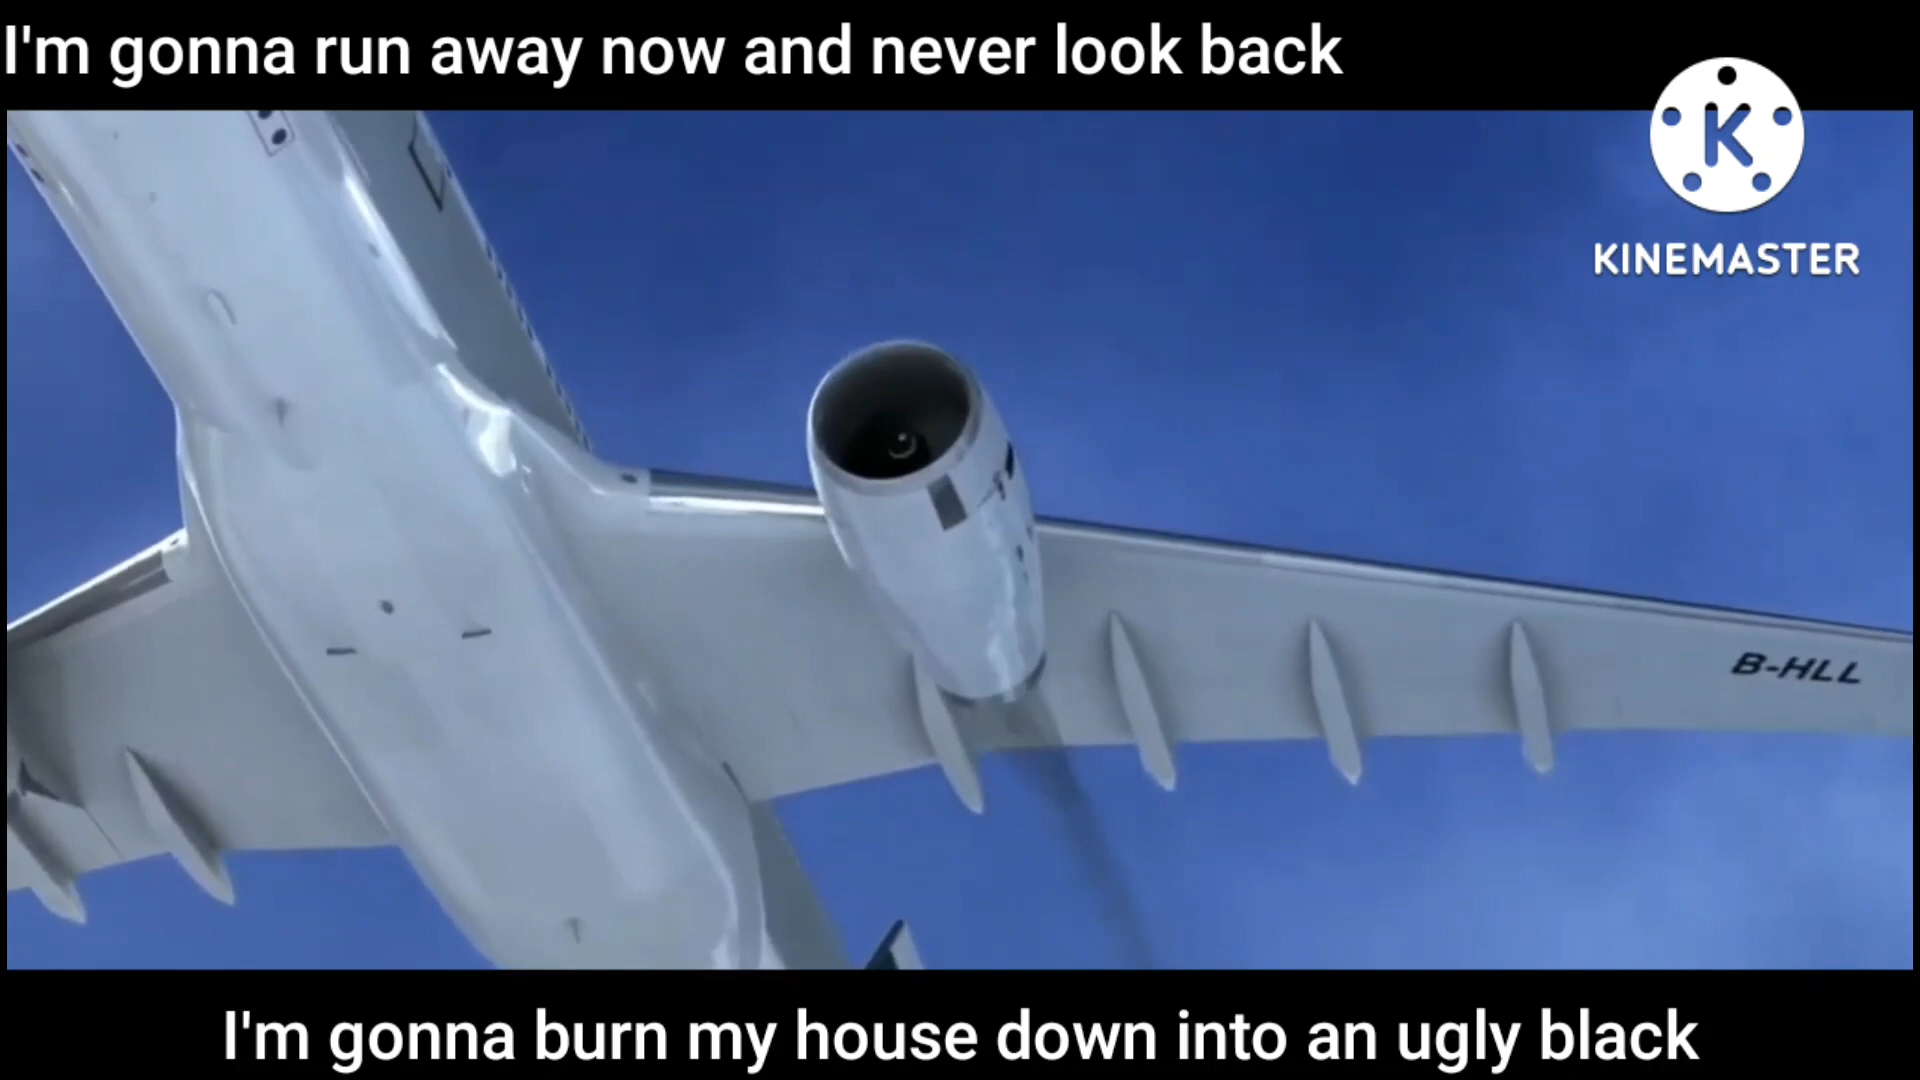 I'm gonna run away now and never look back
K
KINEMASTER
B-HLL
I'm gonna burn my house down into an ugly black